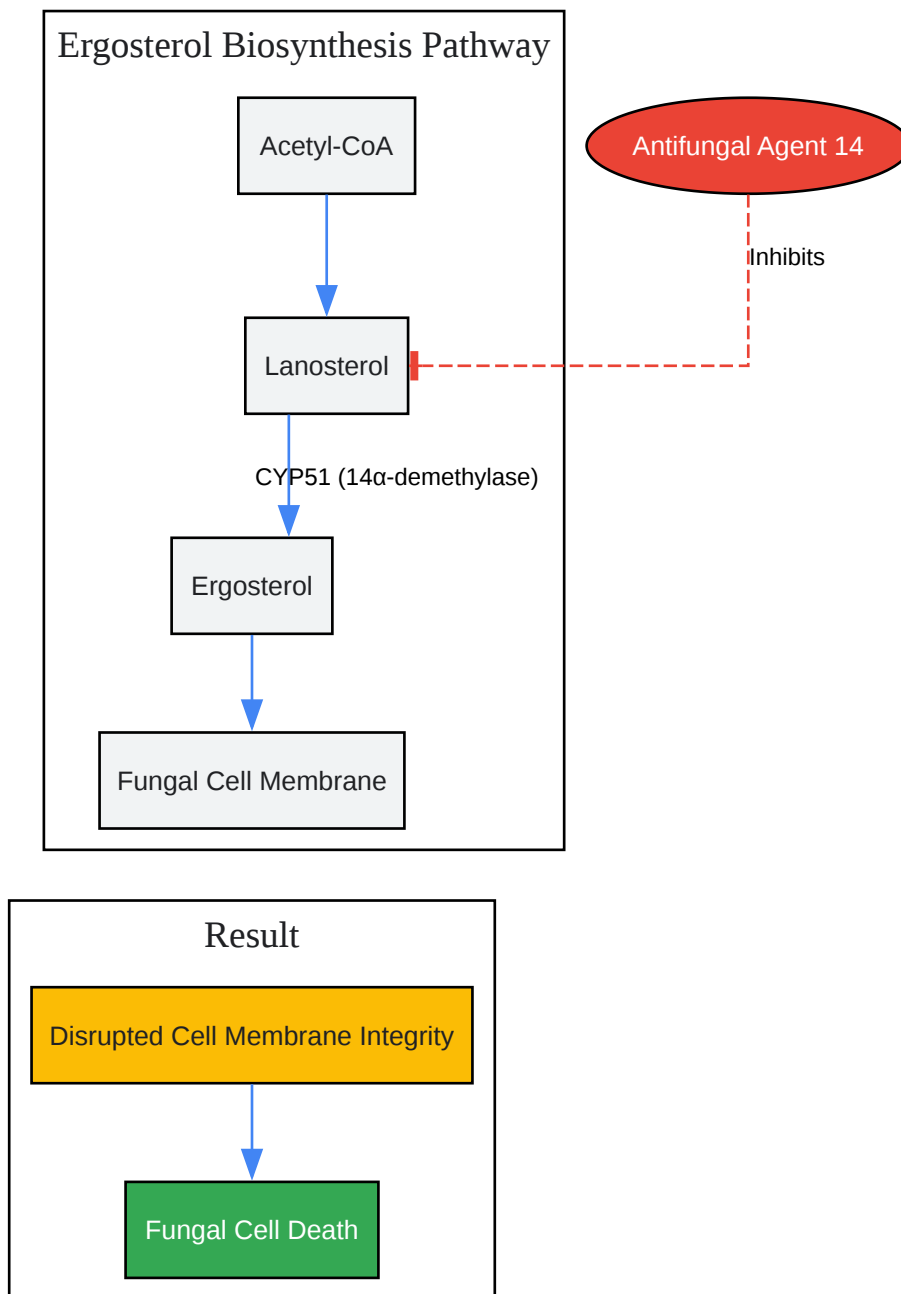 Ergosterol Biosynthesis Pathway
Acetyl-CoA
Antifungal Agent 14
Inhibits
Lanosterol
CYP51 (14α-demethylase)
Ergosterol
Fungal Cell Membrane
Result
Disrupted Cell Membrane Integrity
Fungal Cell Death